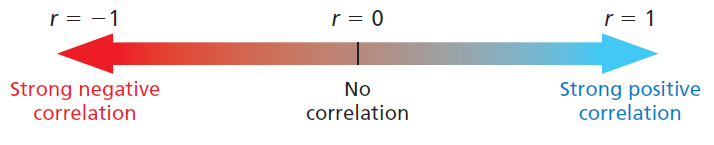 r = −1
r = 0
r = 1
Strong negative
correlation
No
correlation
Strong positive
correlation